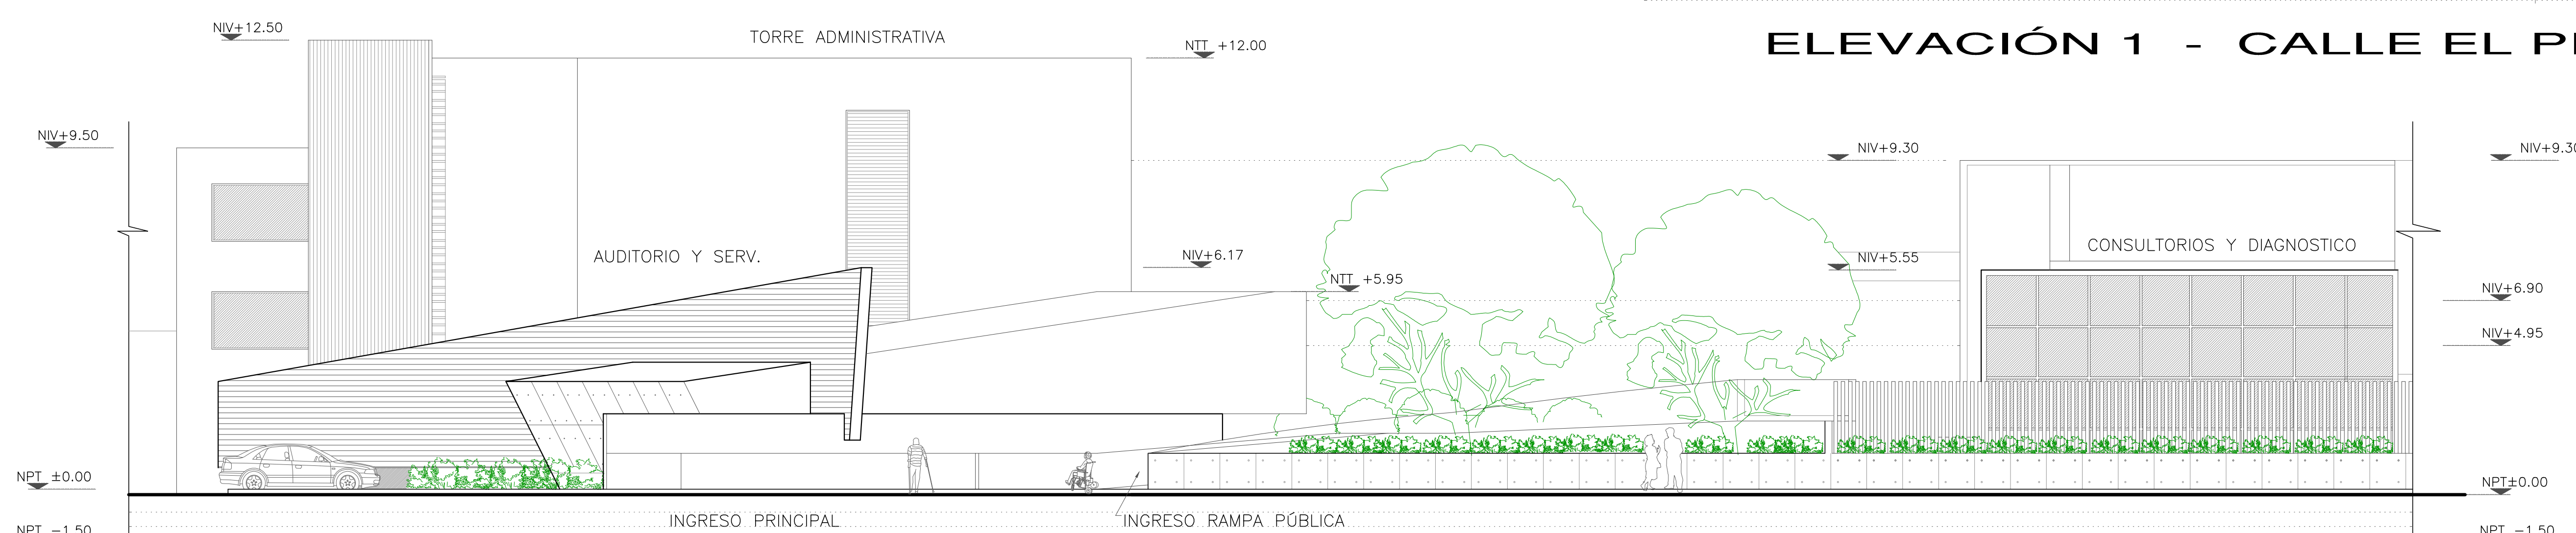 NIV+12.50
TORRE ADMINISTRATIVA
NTT +12.00
ELEVACIÓN 1 - CALLE EL
NIV+9.50
NIV+9.30
NIV+9.30
AUDITORIO Y SERV.
NIV+6.17
NTT +5.95
NIV+5.55
CONSULTORIOS Y DIAGNOSTICO
NIV+6.90
NIV+4.95
NPT ±0.00
NPT±0.00
INGRESO PRINCIPAL
INGRESO RAMPA PÚBLICA
NPT -1.50
NPT -1.50